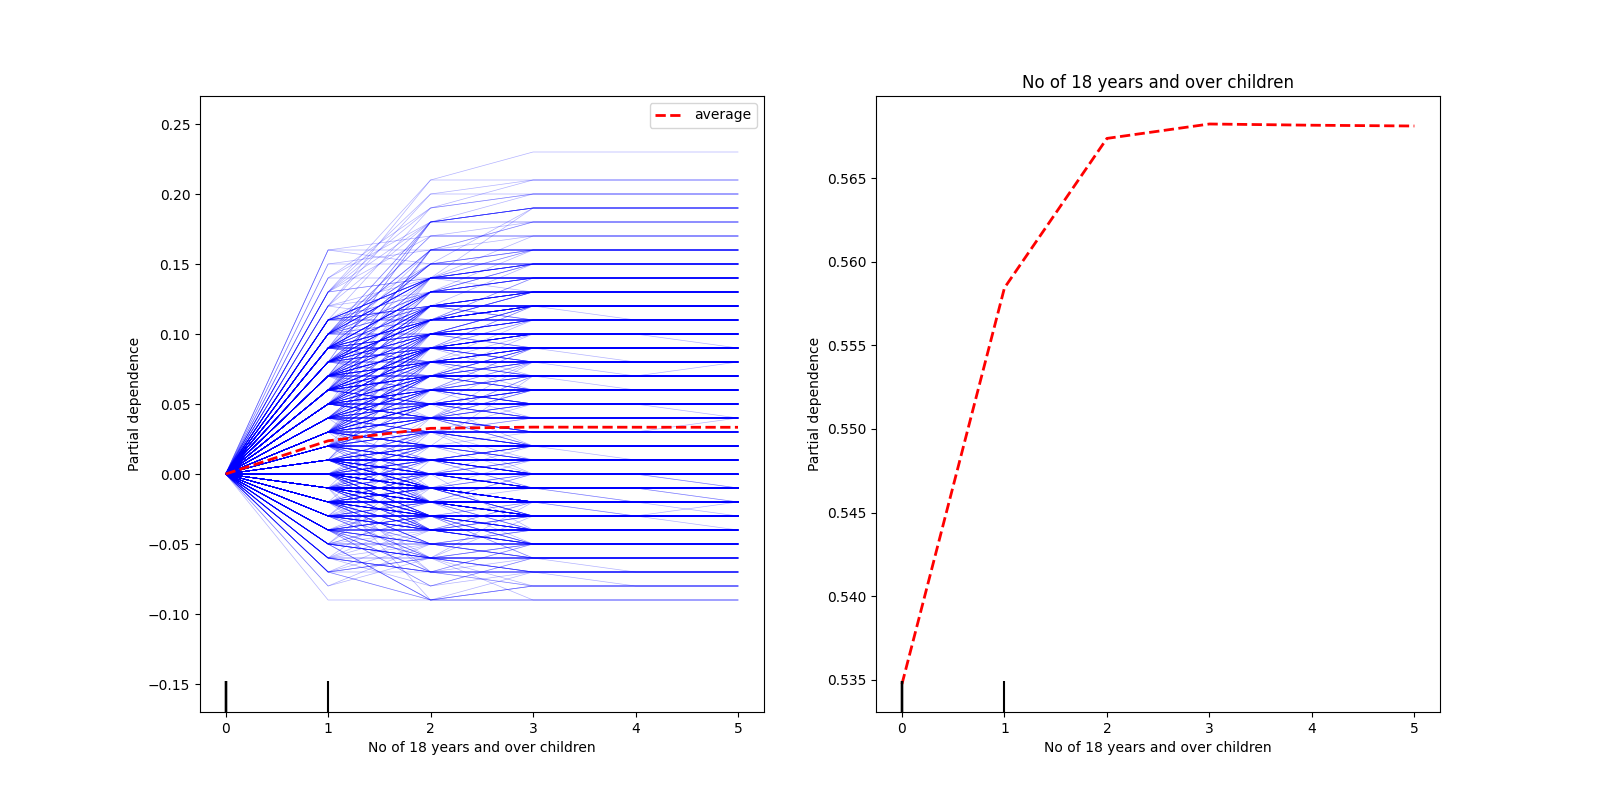 average
0.25
0.20
0.15
0.10
0.05
0.00
−0.05
−0.10
−0.15
Partial dependence
0 1 2 3 4 5
No of 18 years and over children
No of 18 years and over children
0.565
0.560
0.555
0.550
0.545
0.540
0.535
Partial dependence
0 1 2 3 4 5
No of 18 years and over children